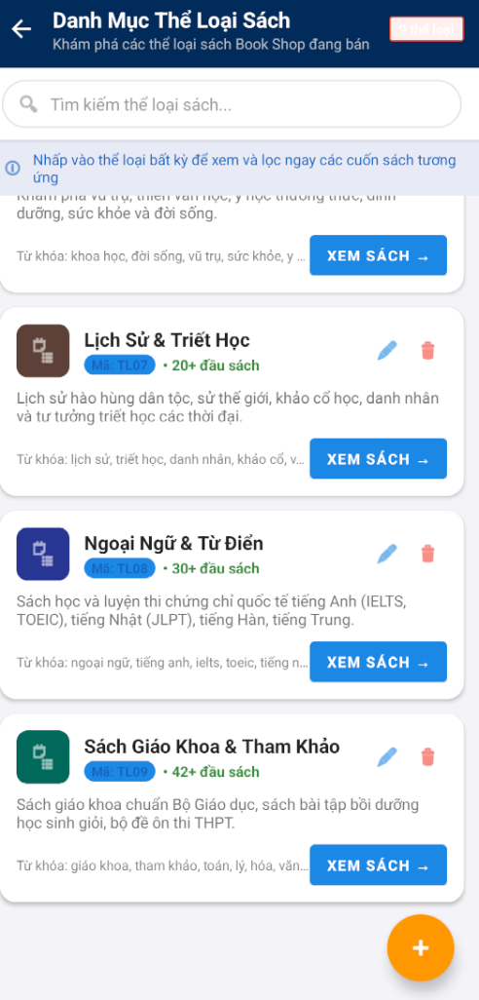 Danh Mục Thể Loại Sách
Khám phá các thể loại sách Book Shop đang bán
9 thể loại
Tìm kiếm thể loại sách...
Nhấp vào thể loại bất kỳ để xem và lọc ngay các cuốn sách tương
ứng
Khám phá vũ trụ, thiên văn học, y học thường thức, dinh
dưỡng, sức khỏe và đời sống.
Từ khóa: khoa học, đời sống, vũ trụ, sức khỏe, y ...
XEM SÁCH →
Lịch Sử & Triết Học
Mã: TL07 • 20+ đầu sách
Lịch sử hào hùng dân tộc, sử thế giới, khảo cổ học, danh nhân
và tư tưởng triết học các thời đại.
Từ khóa: lịch sử, triết học, danh nhân, khảo cổ, v...
XEM SÁCH →
Ngoại Ngữ & Từ Điển
Mã: TL08 • 30+ đầu sách
Sách học và luyện thi chứng chỉ quốc tế tiếng Anh (IELTS,
TOEIC), tiếng Nhật (JLPT), tiếng Hàn, tiếng Trung.
Từ khóa: ngoại ngữ, tiếng anh, ielts, toeic, tiếng n...
XEM SÁCH →
Sách Giáo Khoa & Tham Khảo
Mã: TL09 • 42+ đầu sách
Sách giáo khoa chuẩn Bộ Giáo dục, sách bài tập bồi dưỡng
học sinh giỏi, bộ đề ôn thi THPT.
Từ khóa: giáo khoa, tham khảo, toán, lý, hóa, văn...
XEM SÁCH →
+